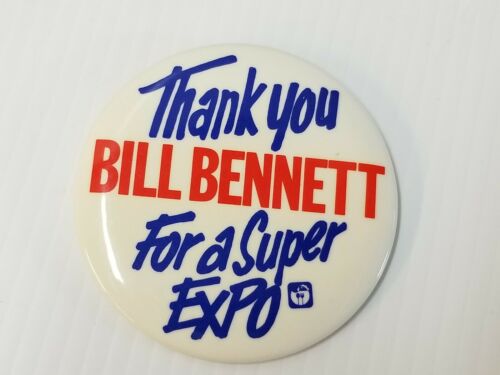 Thank you
BILL BENNETT
For a Super
EXPO